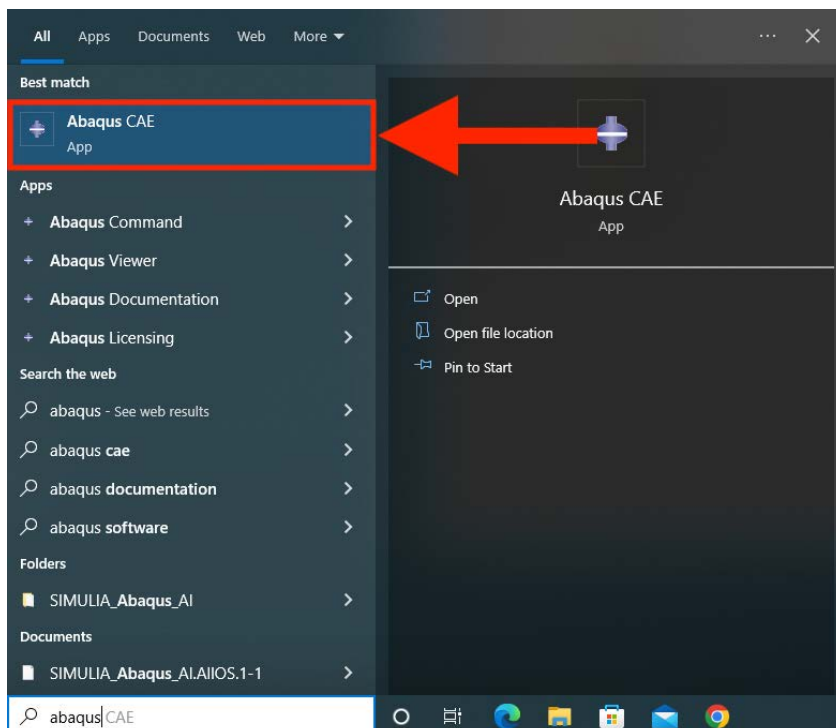 All Apps Documents Web More
Best match
Abaqus CAE
App
Apps
Abaqus Command
Abaqus Viewer
Abaqus Documentation
Abaqus Licensing
Search the web
abaqus - See web results
abaqus cae
abaqus documentation
abaqus software
Folders
SIMULIA_Abaqus_AI
Documents
SIMULIA_Abaqus_AI.AllOS.1-1
abaqus CAE
Abaqus CAE
App
Open
Open file location
Pin to Start